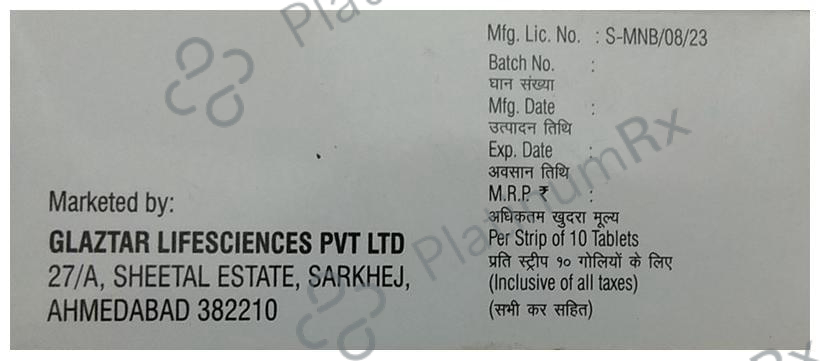 Marketed by:
GLAZTAR LIFESCIENCES PVT LTD
27/A, SHEETAL ESTATE, SARKHEJ,
AHMEDABAD 382210
Mfg. Lic. No. : S-MNB/08/23
Batch No. :
घान संख्या
Mfg. Date :
उत्पादन तिथि
Exp. Date :
अवसान तिथि
M.R.P. ₹ :
अधिकतम खुदरा मूल्य
Per Strip of 10 Tablets
प्रति स्ट्रीप १० गोलियों के लिए
(Inclusive of all taxes)
(सभी कर सहित)
PlatinumRx